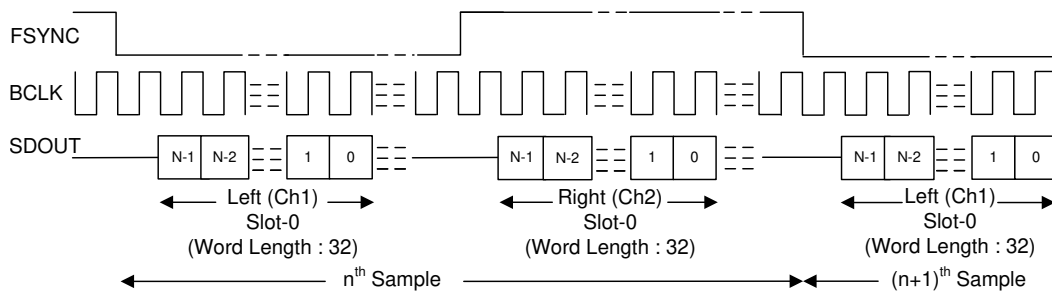 FSYNC
BCLK
SDOUT
N-1 N-2 1 0 N-1 N-2 1 0 N-1 N-2 1 0
Left (Ch1) Right (Ch2) Left (Ch1)
Slot-0 Slot-0 Slot-0
(Word Length : 32) (Word Length : 32) (Word Length : 32)
nth Sample (n+1)th Sample